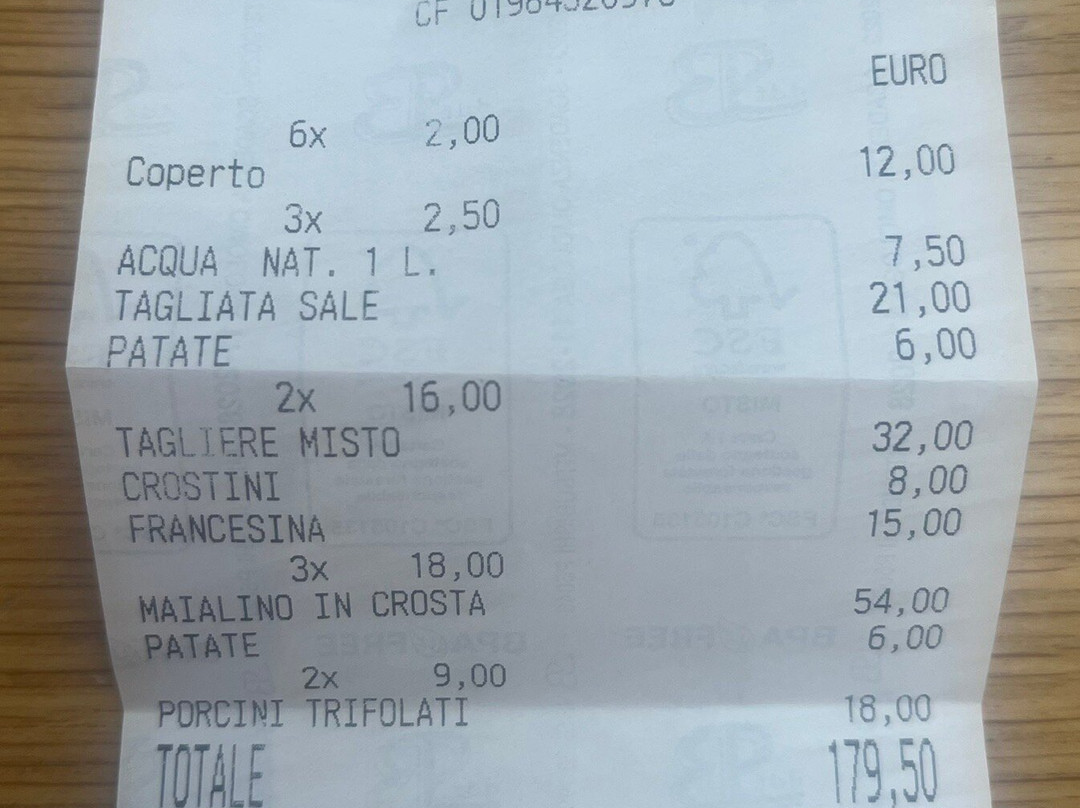 CF
EURO
6x 2,00
Coperto 12,00
3x 2,50
ACQUA NAT. 1 L. 7,50
TAGLIATA SALE 21,00
PATATE 6,00
2x 16,00
TAGLIERE MISTO 32,00
CROSTINI 8,00
FRANCESINA 15,00
3x 18,00
MAIALINO IN CROSTA 54,00
PATATE 6,00
2x 9,00
PORCINI TRIFOLATI 18,00
TOTALE 179,50